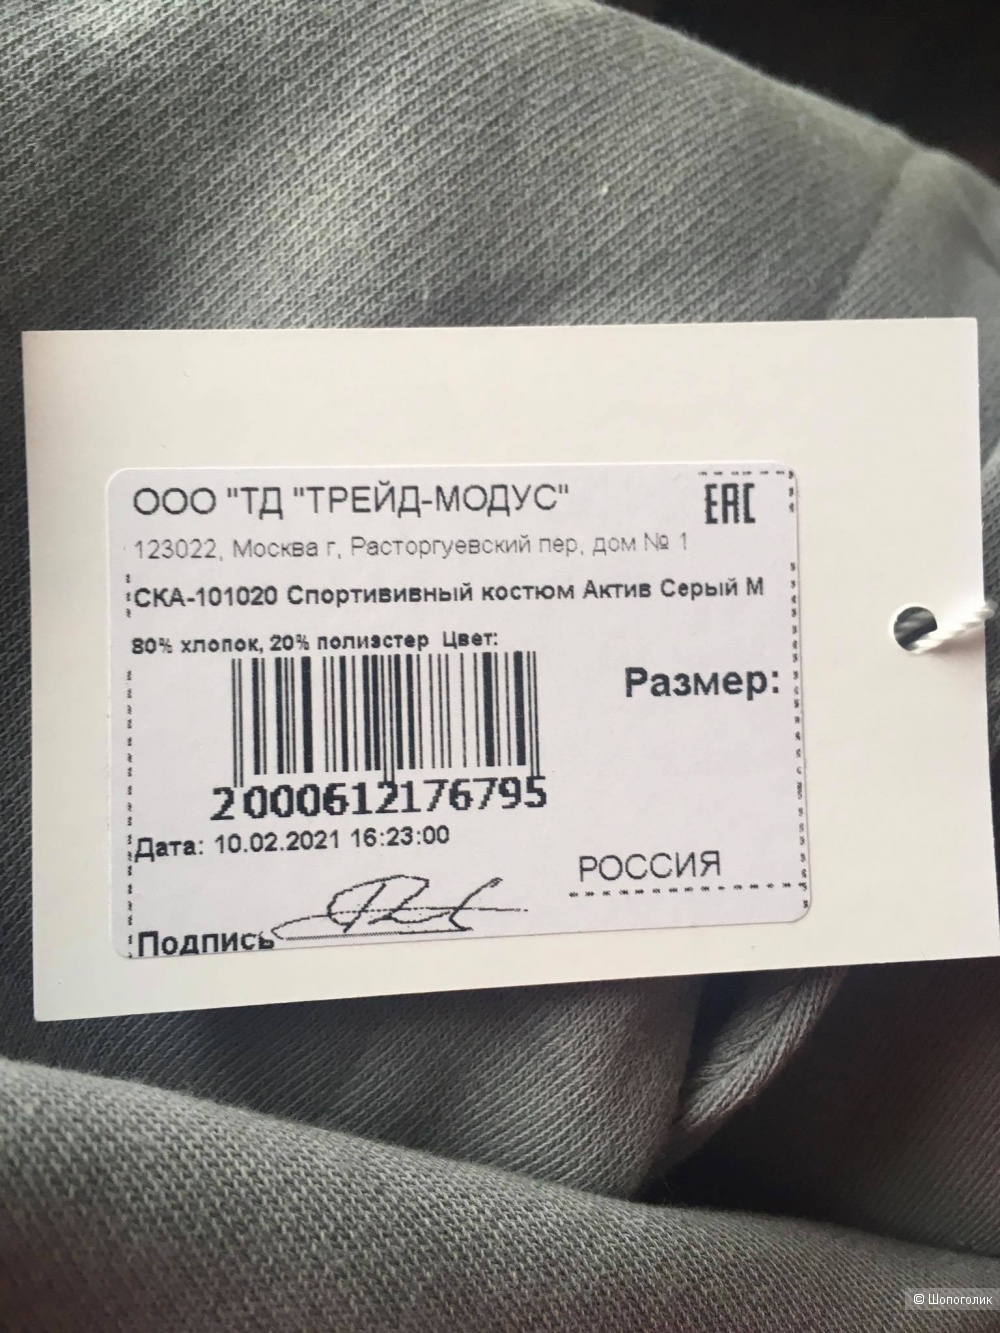 ООО "ТД "ТРЕЙД-МОДУС"
EAC
123022, Москва г, Расторгуевский пер, дом № 1
СКА-101020 Спортививный костюм Актив Серый М
80% хлопок, 20% полиэстер Цвет:
Размер:
2000612176795
Дата: 10.02.2021 16:23:00
РОССИЯ
Подпись
© Шопоголик